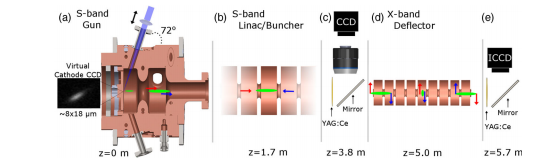 (a) S-band
Gun
72°
Virtual
Cathode CCD
~8x18 μm
z=0 m
(b) S-band
Linac/Buncher
z=1.7 m
(c)
CCD
Mirror
YAG:Ce
z=3.8 m
(d) X-band
Deflector
z=5.0 m
(e)
ICCD
Mirror
YAG:Ce
z=5.7 m